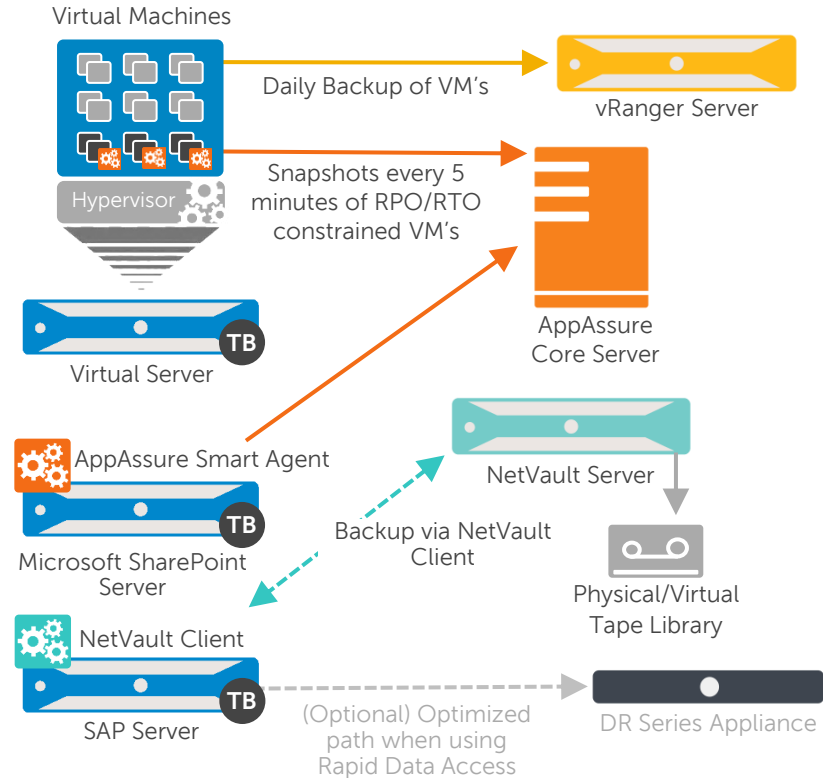 Virtual Machines
Daily Backup of VM's
vRanger Server
Hypervisor
Snapshots every 5
minutes of RPO/RTO
constrained VM's
AppAssure
Core Server
TB
Virtual Server
AppAssure Smart Agent
TB
Microsoft SharePoint
Server
NetVault Server
Backup via NetVault
Client
Physical/Virtual
Tape Library
NetVault Client
TB
SAP Server
(Optional) Optimized
path when using
Rapid Data Access
DR Series Appliance